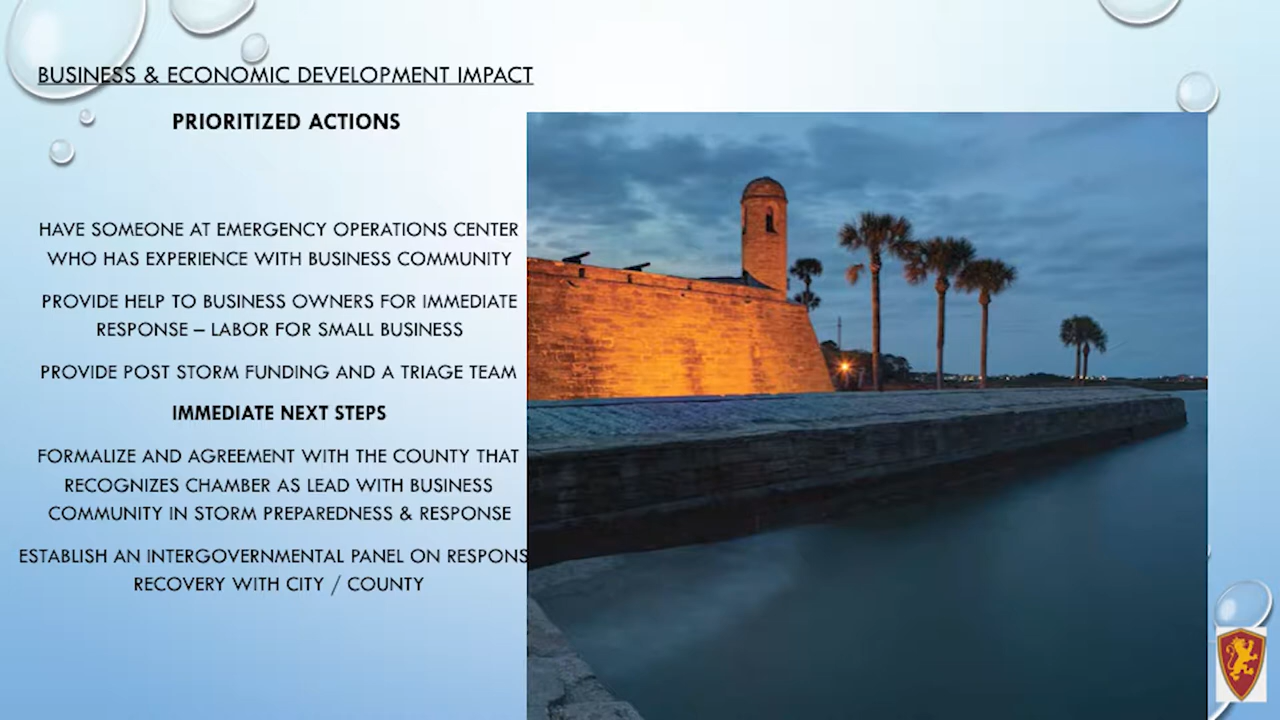 BUSINESS & ECONOMIC DEVELOPMENT IMPACT
PRIORITIZED ACTIONS
HAVE SOMEONE AT EMERGENCY OPERATIONS CENTER
WHO HAS EXPERIENCE WITH BUSINESS COMMUNITY
PROVIDE HELP TO BUSINESS OWNERS FOR IMMEDIATE
RESPONSE – LABOR FOR SMALL BUSINESS
PROVIDE POST STORM FUNDING AND A TRIAGE TEAM
IMMEDIATE NEXT STEPS
FORMALIZE AND AGREEMENT WITH THE COUNTY THAT
RECOGNIZES CHAMBER AS LEAD WITH BUSINESS
COMMUNITY IN STORM PREPAREDNESS & RESPONSE
ESTABLISH AN INTERGOVERNMENTAL PANEL ON RESPONS
RECOVERY WITH CITY / COUNTY